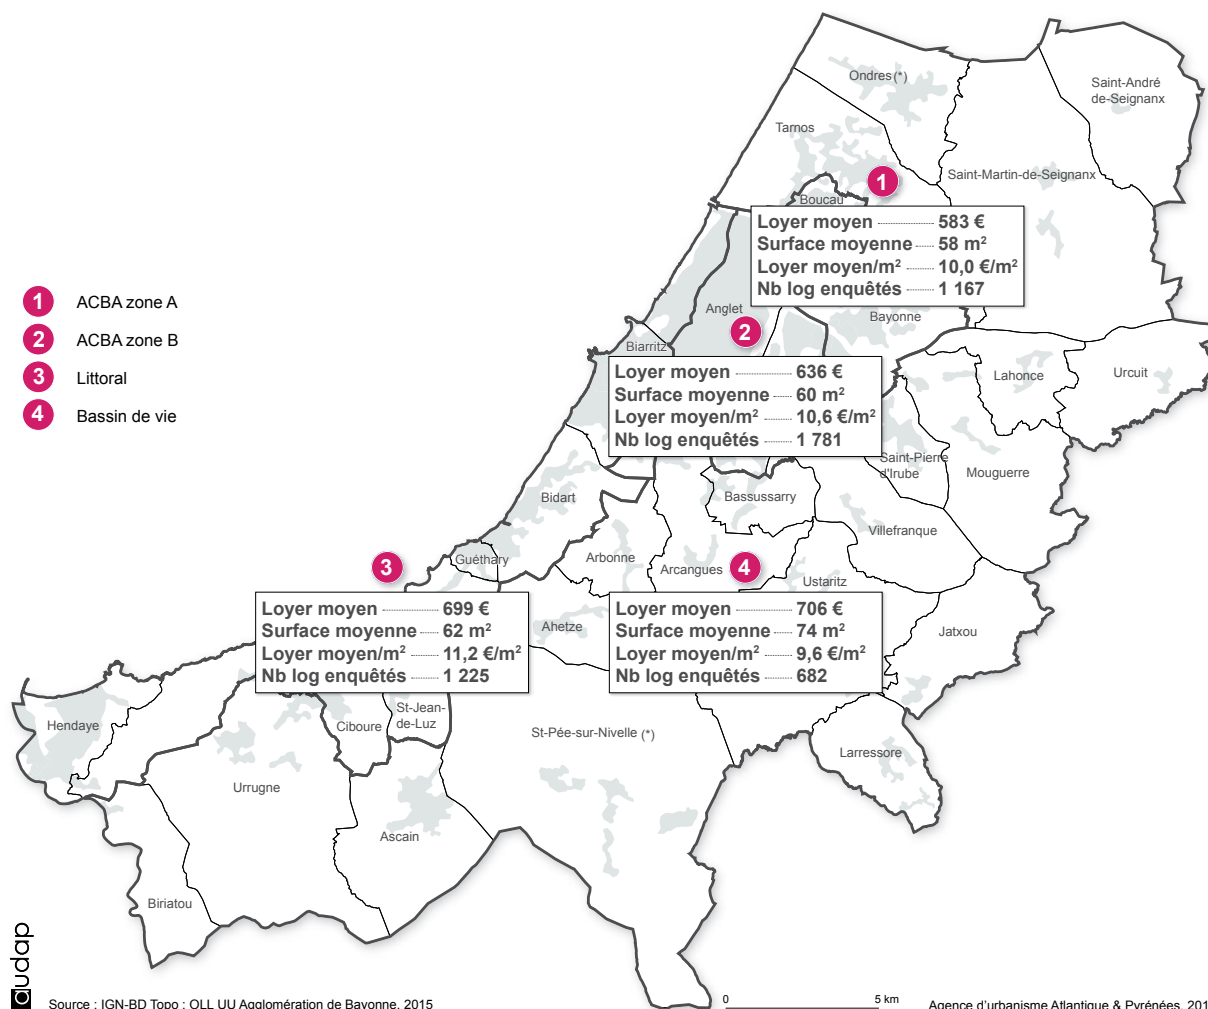 Ondres (*)
Saint-André
de-Seignanx
Tarnos
Saint-Martin-de-Seignanx
1
Boucau
Loyer moyen 583 €
Surface moyenne 58 m²
Loyer moyen/m² 10,0 €/m²
Nb log enquêtés 1 167
1 ACBA zone A
2 ACBA zone B
3 Littoral
4 Bassin de vie
Anglet
2
Bayonne
Biarritz
Loyer moyen 636 €
Surface moyenne 60 m²
Loyer moyen/m² 10,6 €/m²
Nb log enquêtés 1 781
Lahonce
Urcuit
Saint-Pierre
d'Irube
Mouguerre
Bidart
Bassussarry
Villefranque
3
Guéthary
Arbonne
Arcangues
4
Ustaritz
Loyer moyen 699 €
Surface moyenne 62 m²
Loyer moyen/m² 11,2 €/m²
Nb log enquêtés 1 225
Ahetze
Loyer moyen 706 €
Surface moyenne 74 m²
Loyer moyen/m² 9,6 €/m²
Nb log enquêtés 682
Jatxou
Hendaye
Ciboure
St-Jean-
de-Luz
St-Pée-sur-Nivelle (*)
Larressore
Urrugne
Ascain
Biriatou
audap
Source : IGN-BD Topo ; OLL UU Agglomération de Bayonne, 2015
0 5 km
Agence d'urbanisme Atlantique & Pyrénées, 201